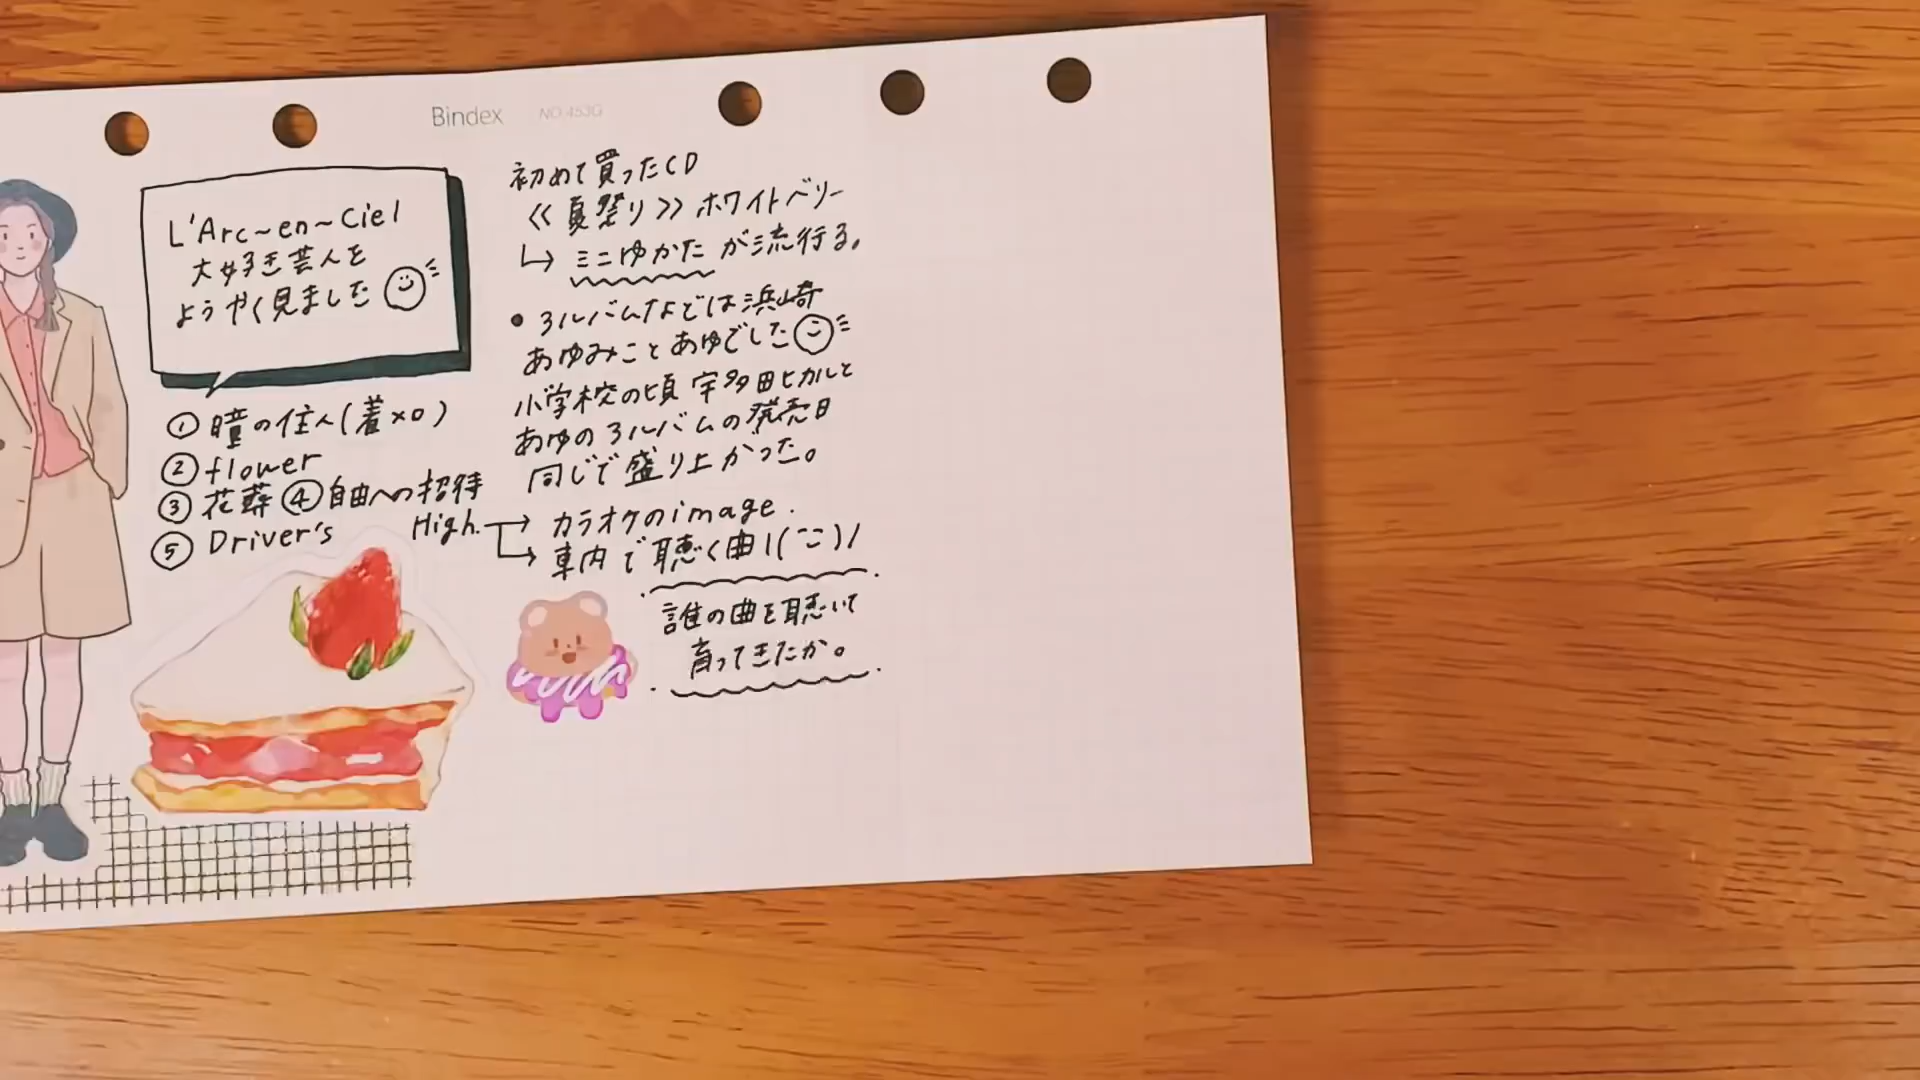 Bindex NO.453G
L'Arc~en~Ciel
大好き芸人を
ようやく見ました
① 瞳の住人(着メロ)
② flower
③ 花葬 ④ 自由への招待
⑤ Driver's High.
初めて買ったCD
≪ 夏祭り ≫ ホワイトベリー
↳ ミニゆかた が流行る。
• アルバムなどは浜崎
あゆみこと あゆでした
小学校の頃 宇多田ヒカルと
あゆの アルバムの発売日
同じで 盛り上がった。
→ カラオケのimage.
→ 車内で聴く曲 \(ニニ)/
誰の曲を聴いて
育ってきたか。